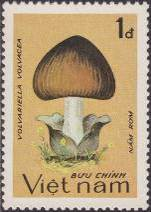 1đ
VOLVARIELLA VOLVACEA
NẤM RƠM
BƯU CHÍNH
Việt nam